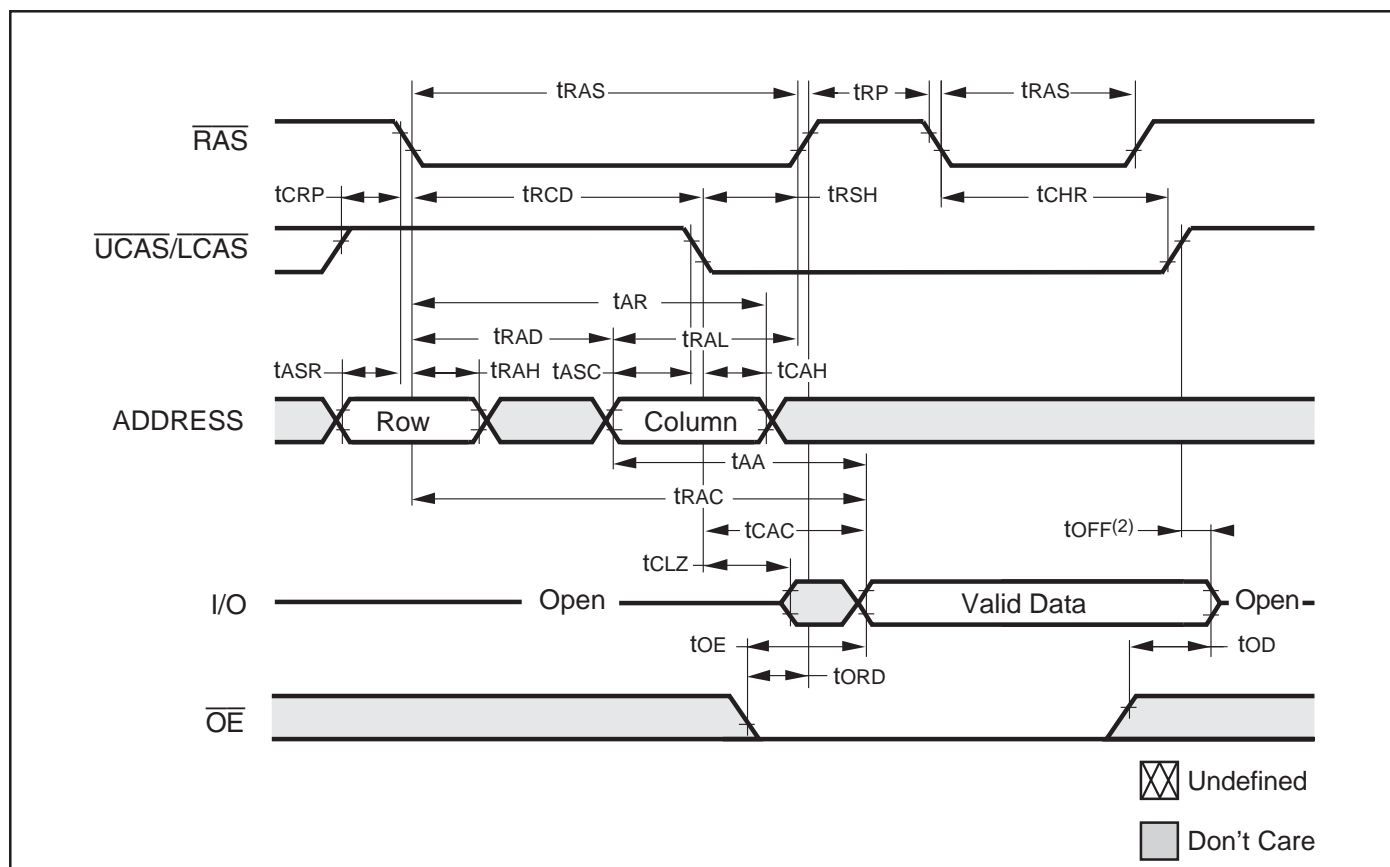 tRAS tRP tRAS
RAS
tCRP tRCD tRSH tCHR
UCAS/LCAS
tAR
tRAD tRAL
tASR tRAH tASC tCAH
ADDRESS Row Column
tAA
tRAC
tCAC tOFF(2)
tCLZ
I/O Open Valid Data Open
tOE tOD
tORD
OE
Undefined
Don't Care